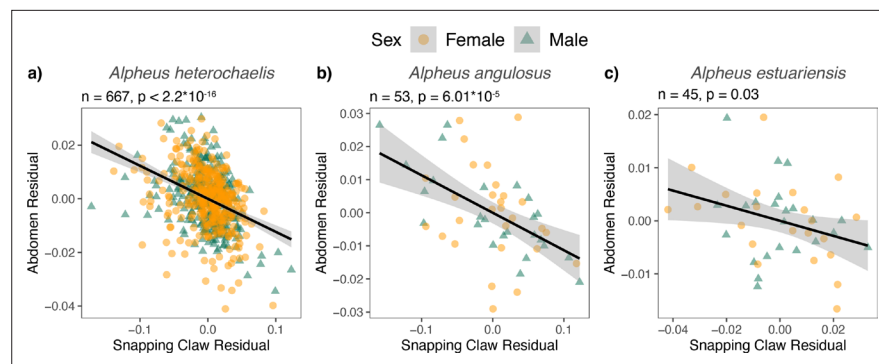 Sex Female Male
a) Alpheus heterochaelis
n = 667, p < 2.2*10-16
0.02
0.00
−0.02
−0.04
−0.1
0.0
0.1
Abdomen Residual
Snapping Claw Residual
b) Alpheus angulosus
n = 53, p = 6.01*10-5
0.03
0.02
0.01
0.00
−0.01
−0.02
−0.03
−0.1
0.0
0.1
Abdomen Residual
Snapping Claw Residual
c) Alpheus estuariensis
n = 45, p = 0.03
0.02
0.01
0.00
−0.01
−0.04
−0.02
0.00
0.02
Abdomen Residual
Snapping Claw Residual